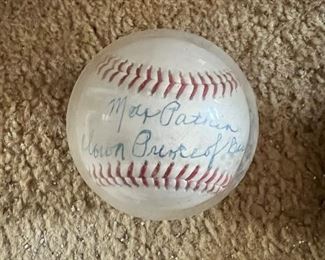 Max Patkin
Clown Prince of